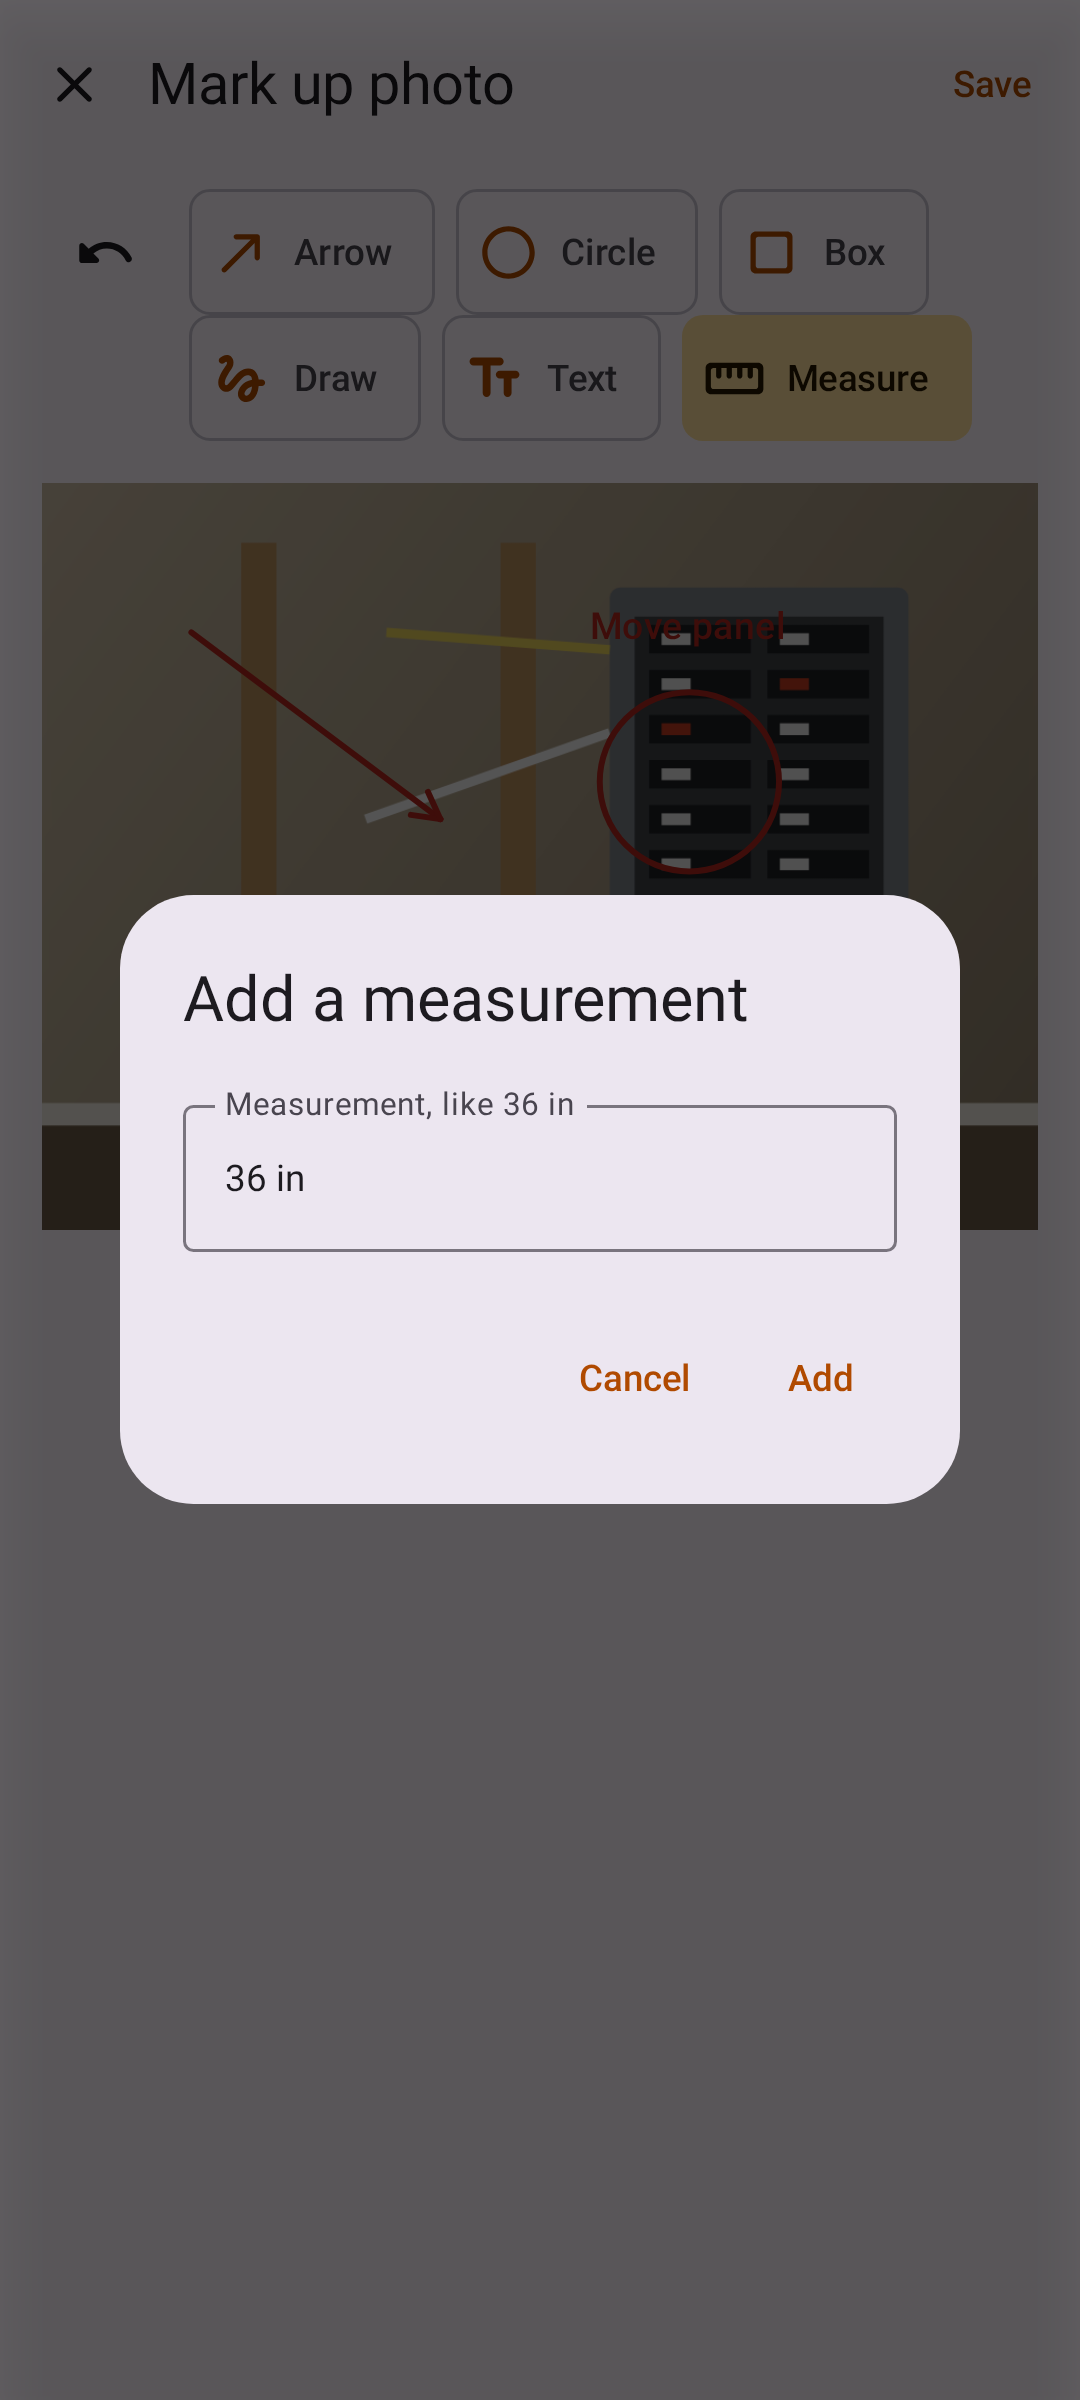 Mark up photo
Save
Arrow
Circle
Box
Draw
Text
Measure
Move panel
Add a measurement
Measurement, like 36 in
36 in
Cancel
Add